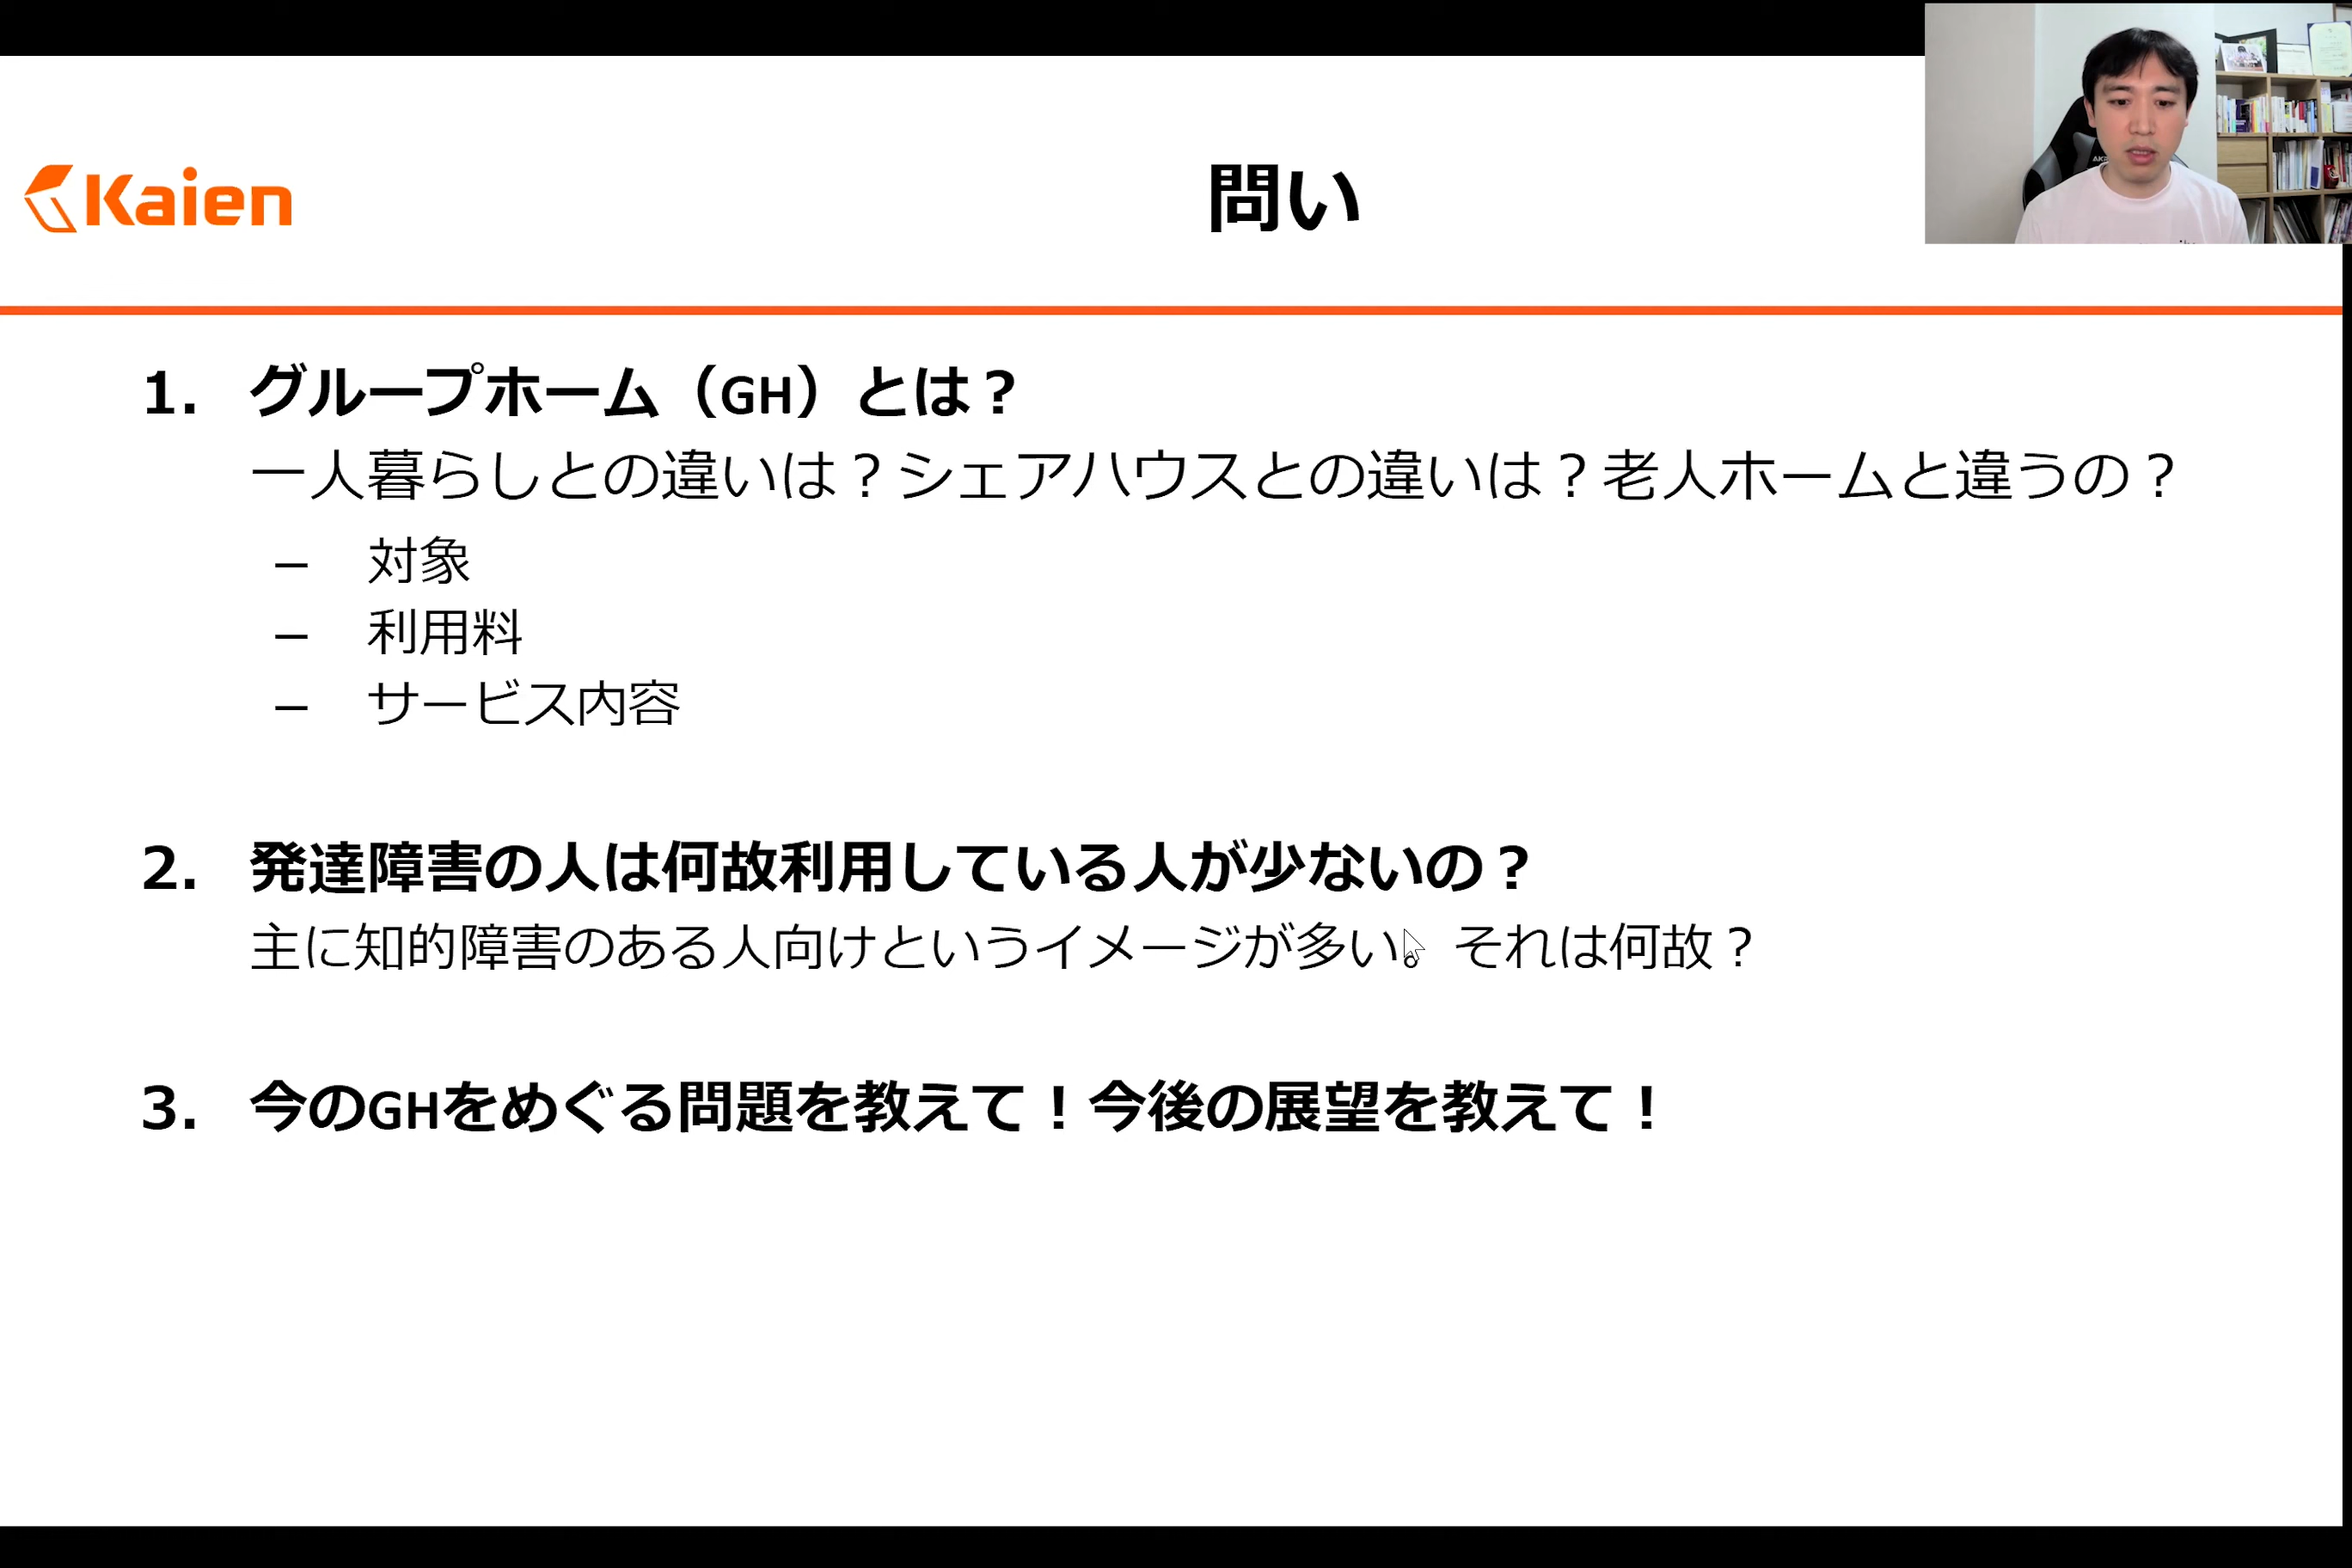 Kaien
問い
1. グループホーム（GH）とは？
一人暮らしとの違いは？シェアハウスとの違いは？老人ホームと違うの？
– 対象
– 利用料
– サービス内容
2. 発達障害の人は何故利用している人が少ないの？
主に知的障害のある人向けというイメージが多い。それは何故？
3. 今のGHをめぐる問題を教えて！今後の展望を教えて！